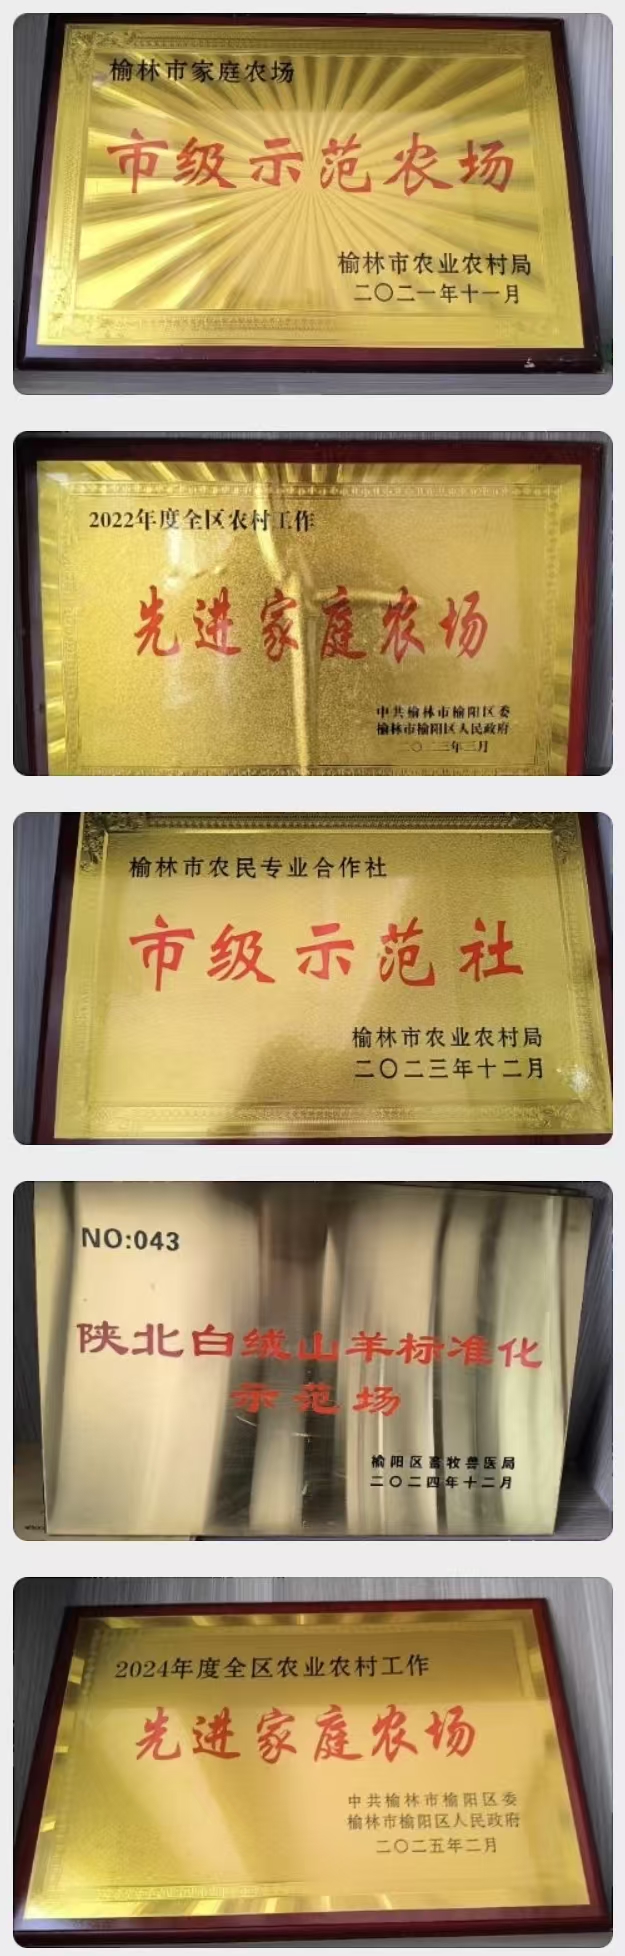 榆林市家庭农场
市级示范农场
榆林市农业农村局
二〇二一年十一月
2022年度全区农村工作
先进家庭农场
中共榆林市榆阳区委
榆林市榆阳区人民政府
二〇二三年三月
榆林市农民专业合作社
市级示范社
榆林市农业农村局
二〇二三年十二月
NO:043
陕北白绒山羊标准化
示范场
榆阳区畜牧兽医局
二〇二四年十二月
2024年度全区农业农村工作
先进家庭农场
中共榆林市榆阳区委
榆林市榆阳区人民政府
二〇二五年二月